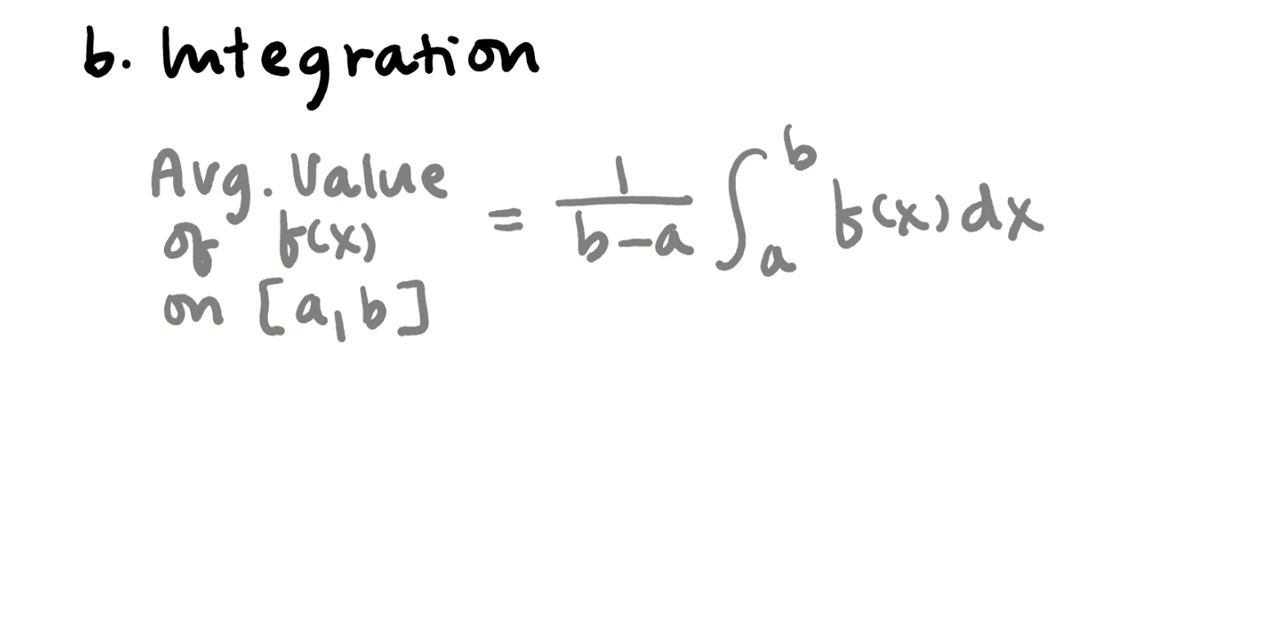 b. Integration
Avg. Value
of f(x)
on [a,b]
= 1/(b-a) ∫_a^b f(x) dx